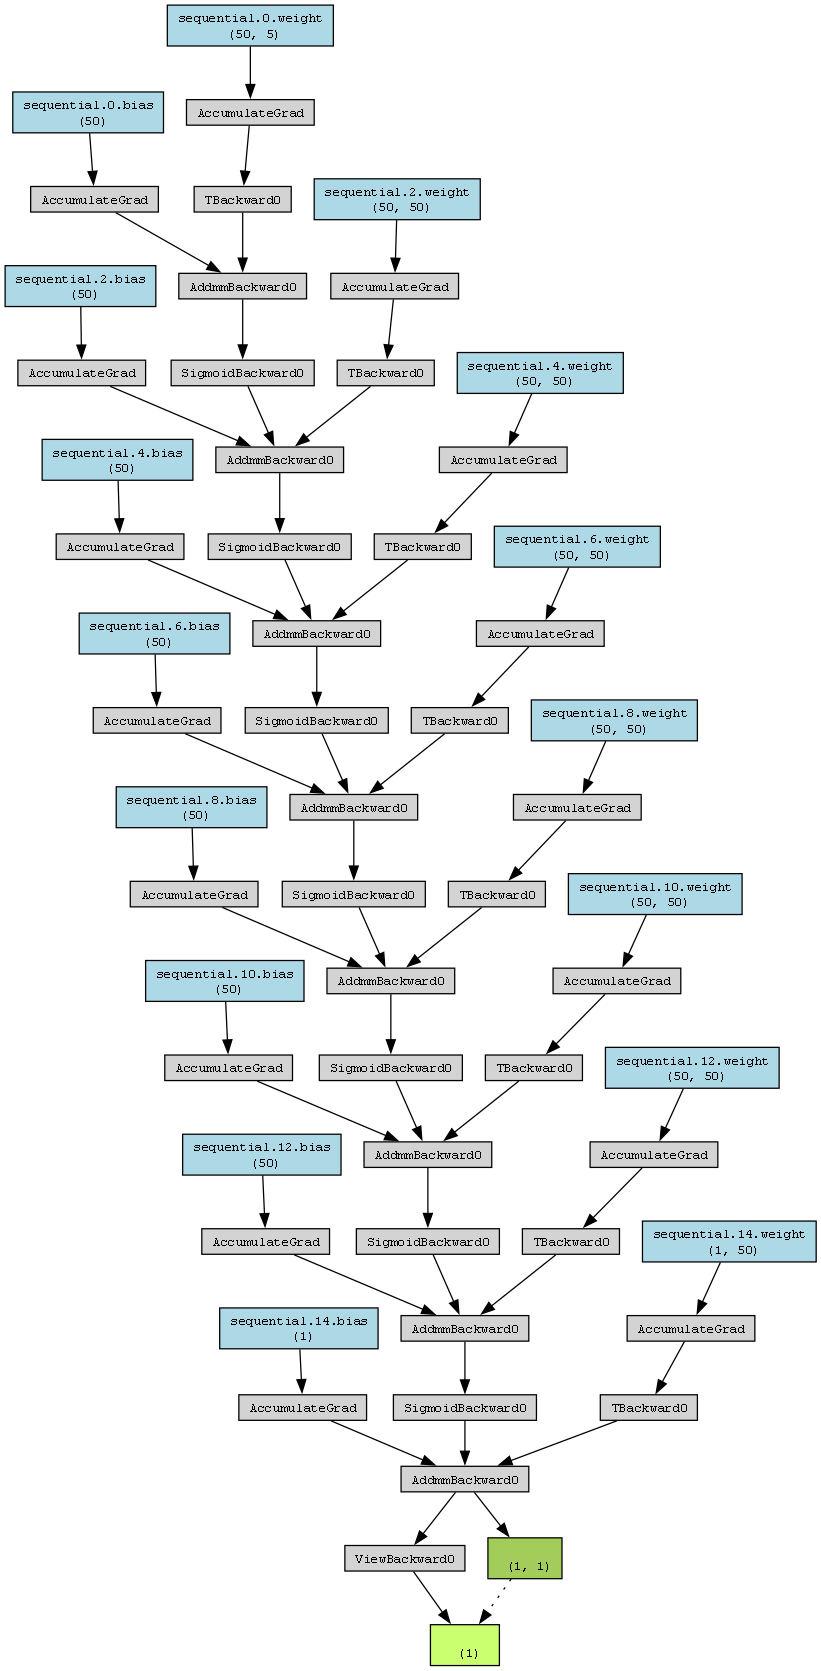 sequential.0.weight
(50, 5)
sequential.0.bias
(50)
AccumulateGrad
AccumulateGrad
TBackward0
sequential.2.weight
(50, 50)
sequential.2.bias
(50)
AddmmBackward0
AccumulateGrad
AccumulateGrad
SigmoidBackward0
TBackward0
sequential.4.weight
(50, 50)
sequential.4.bias
(50)
AddmmBackward0
AccumulateGrad
AccumulateGrad
SigmoidBackward0
TBackward0
sequential.6.weight
(50, 50)
sequential.6.bias
(50)
AddmmBackward0
AccumulateGrad
AccumulateGrad
SigmoidBackward0
TBackward0
sequential.8.weight
(50, 50)
sequential.8.bias
(50)
AddmmBackward0
AccumulateGrad
AccumulateGrad
SigmoidBackward0
TBackward0
sequential.10.weight
(50, 50)
sequential.10.bias
(50)
AddmmBackward0
AccumulateGrad
AccumulateGrad
SigmoidBackward0
TBackward0
sequential.12.weight
(50, 50)
sequential.12.bias
(50)
AddmmBackward0
AccumulateGrad
AccumulateGrad
SigmoidBackward0
TBackward0
sequential.14.weight
(1, 50)
sequential.14.bias
(1)
AddmmBackward0
AccumulateGrad
AccumulateGrad
SigmoidBackward0
TBackward0
AddmmBackward0
ViewBackward0
(1, 1)
(1)